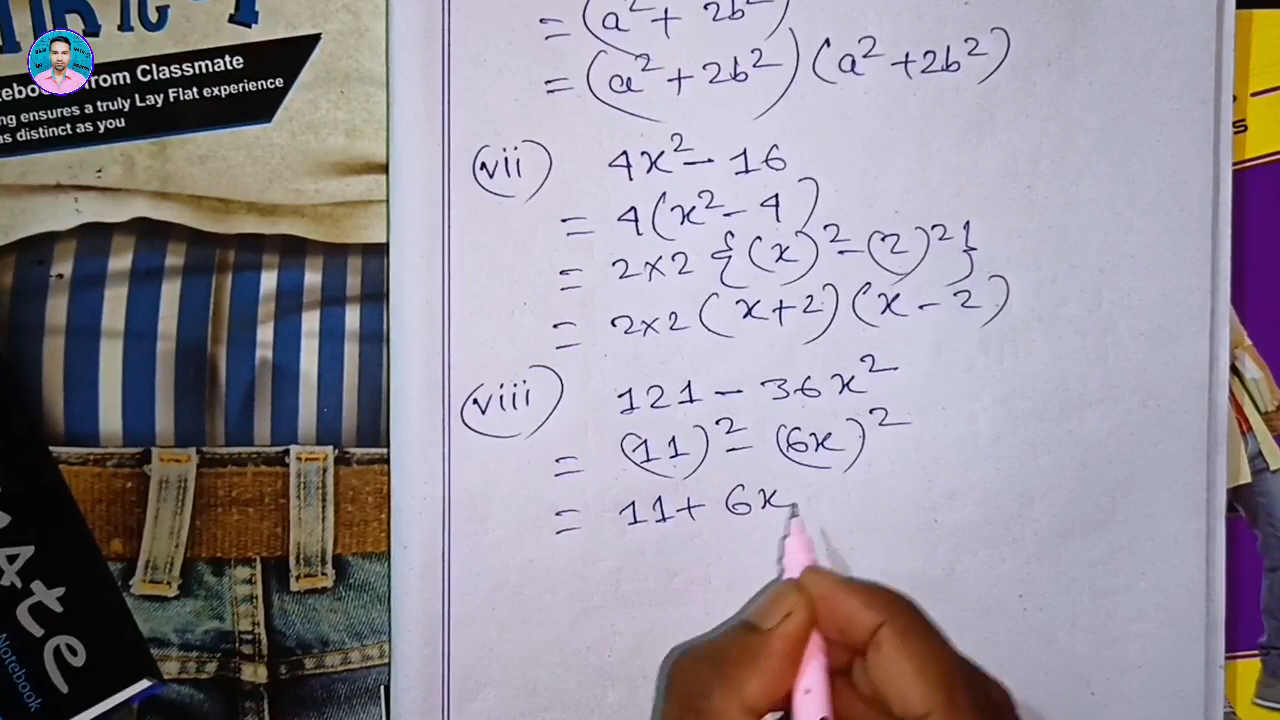 from Classmate
ng ensures a truly Lay Flat experience
as distinct as you
Notebook
= (a² + 2b²)
= (a² + 2b²) (a² + 2b²)
(vii) 4x² - 16
= 4(x² - 4)
= 2×2 {(x)² - (2)²}
= 2×2 (x+2) (x - 2)
(viii) 121 - 36x²
= (11)² - (6x)²
= 11 + 6x